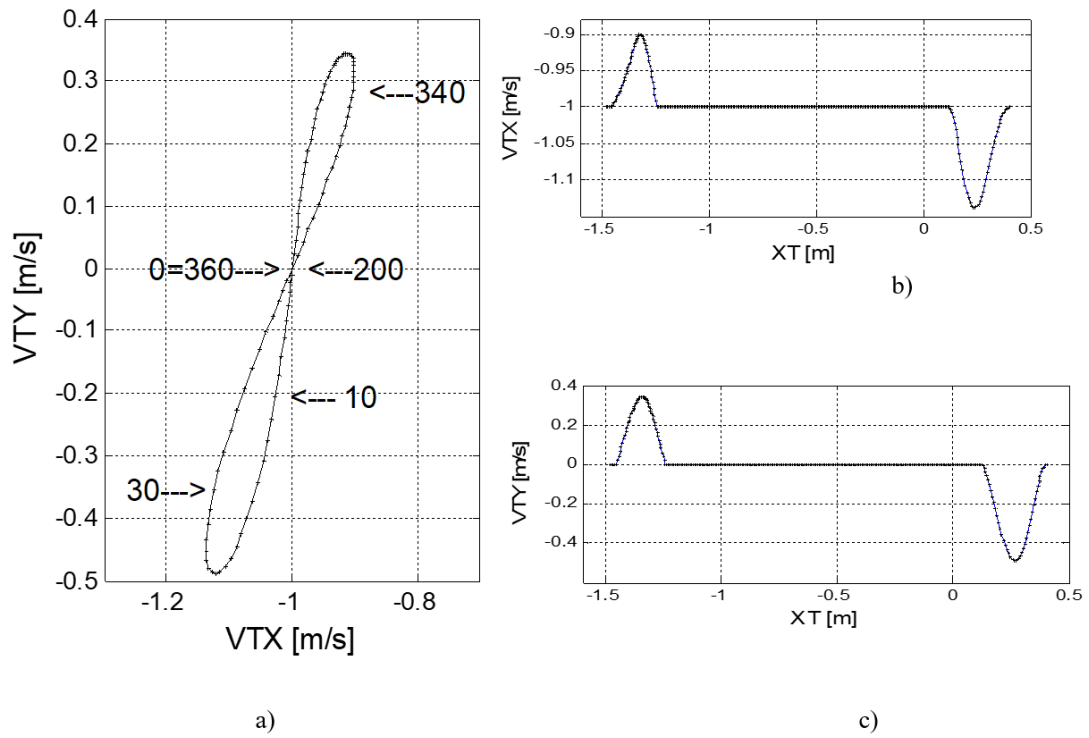 0.4
0.3
0.2
0.1
0
-0.1
-0.2
-0.3
-0.4
-0.5
VTY [m/s]
<---340
0=360---> <---200
<--- 10
30--->
-1.2 -1 -0.8
VTX [m/s]
a)
-0.9
-0.95
-1
-1.05
-1.1
VTX [m/s]
-1.5 -1 -0.5 0 0.5
XT [m]
b)
0.4
0.2
0
-0.2
-0.4
VTY [m/s]
-1.5 -1 -0.5 0 0.5
XT [m]
c)